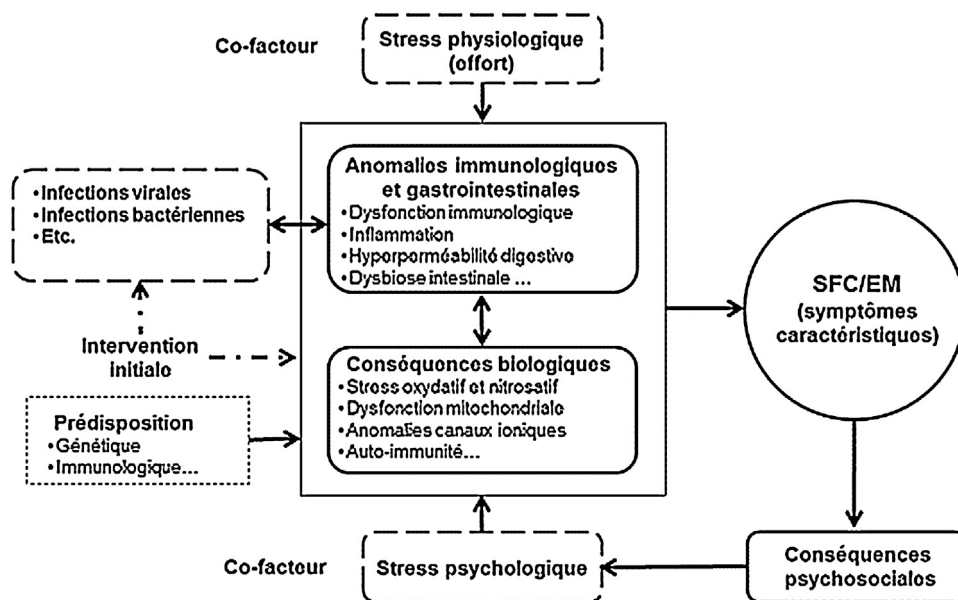 Co-facteur
Stress physiologique
(effort)
Anomalies immunologiques
et gastrointestinales
•Dysfonction immunologique
•Inflammation
•Hyperperméabilité digestive
•Dysbiose intestinale ...
•Infections virales
•Infections bactériennes
•Etc.
SFC/EM
(symptômes
caractéristiques)
Intervention
initiale
Conséquences biologiques
•Stress oxydatif et nitrosatif
•Dysfonction mitochondriale
•Anomalies canaux ioniques
•Auto-immunité...
Prédisposition
•Génétique
•Immunologique...
Co-facteur
Stress psychologique
Conséquences
psychosociales